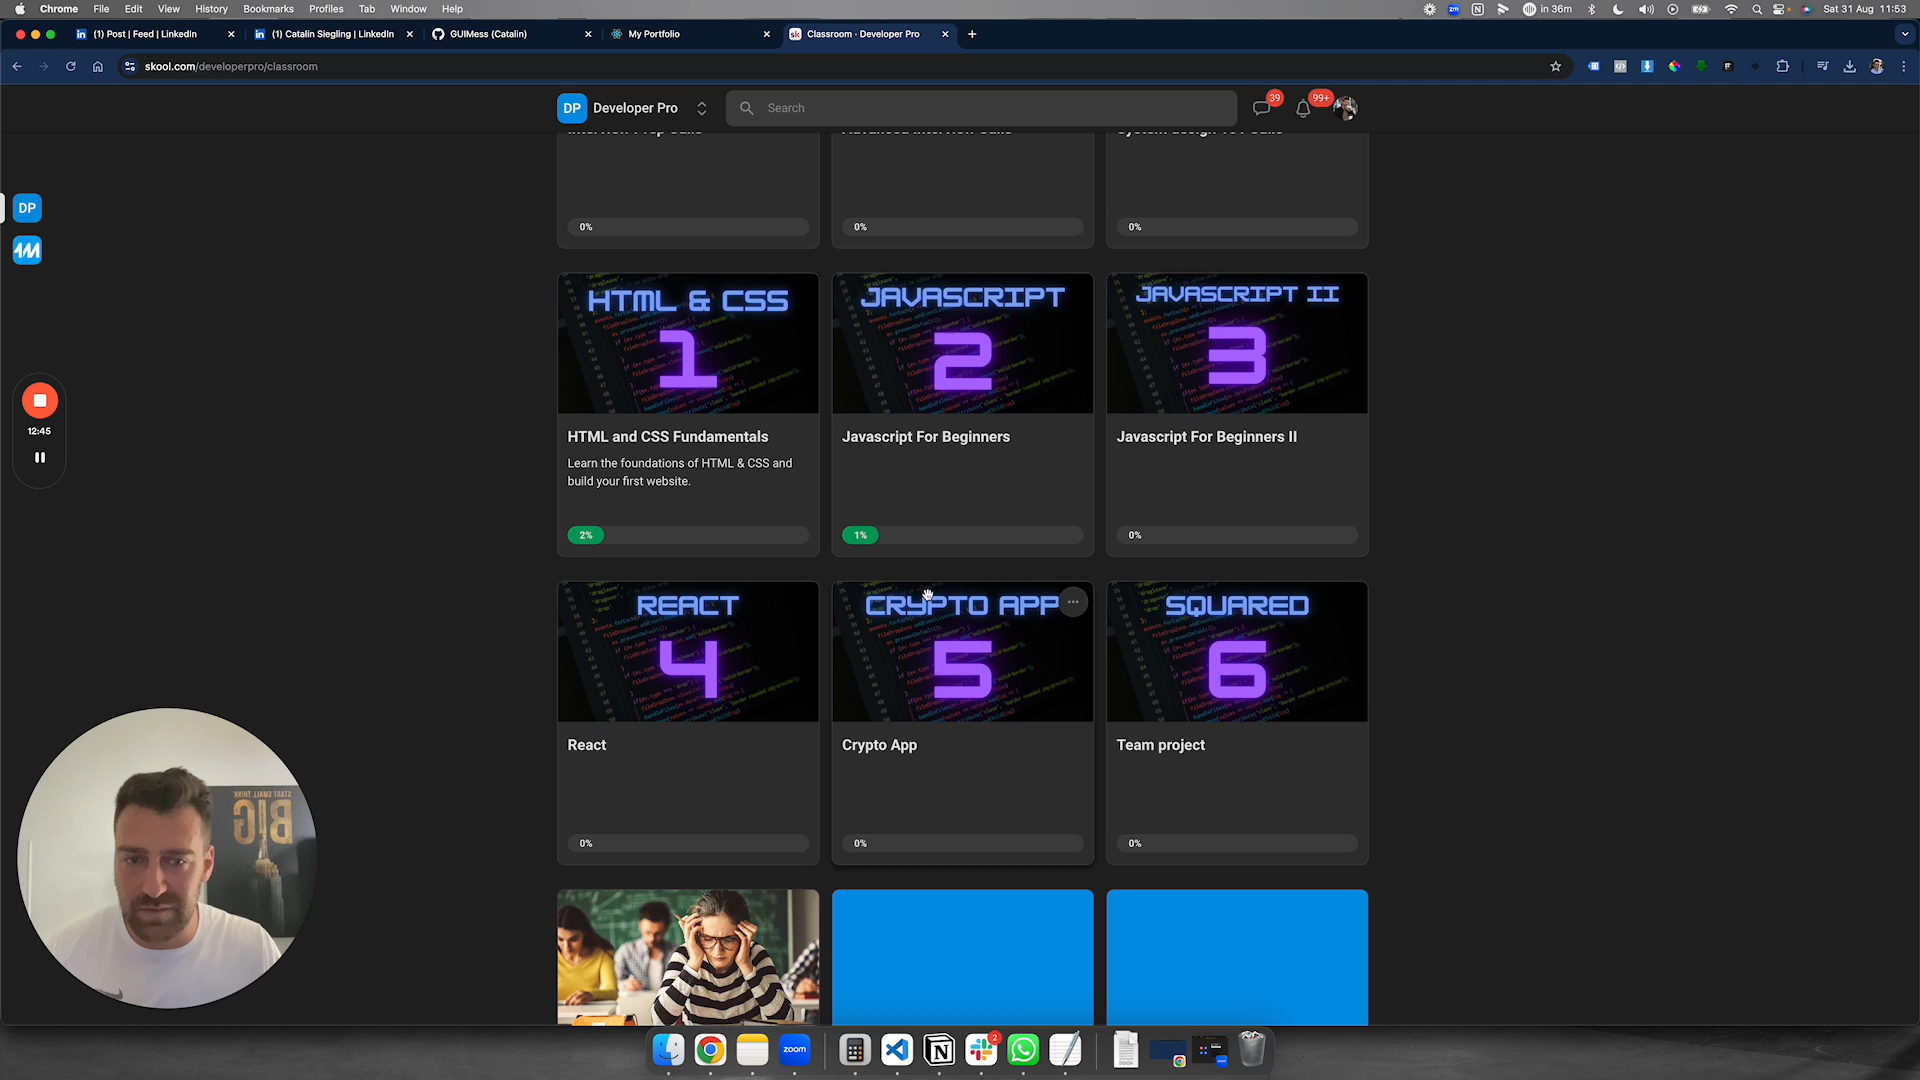 Chrome File Edit View History Bookmarks Profiles Tab Window Help
in 36m
Sat 31 Aug 11:53
(1) Post | Feed | LinkedIn
(1) Catalin Siegling | LinkedIn
GUIMess (Catalin)
My Portfolio
Classroom · Developer Pro
skool.com/developerpro/classroom
DP Developer Pro
Search
39
99+
DP
12:45
0%
0%
0%
HTML & CSS
1
JAVASCRIPT
2
JAVASCRIPT II
3
HTML and CSS Fundamentals
Learn the foundations of HTML & CSS and
build your first website.
Javascript For Beginners
Javascript For Beginners II
2%
1%
0%
REACT
4
CRYPTO APP
5
SQUARED
6
React
Crypto App
Team project
0%
0%
0%
START SMALL THINK
BIG
zoom
2